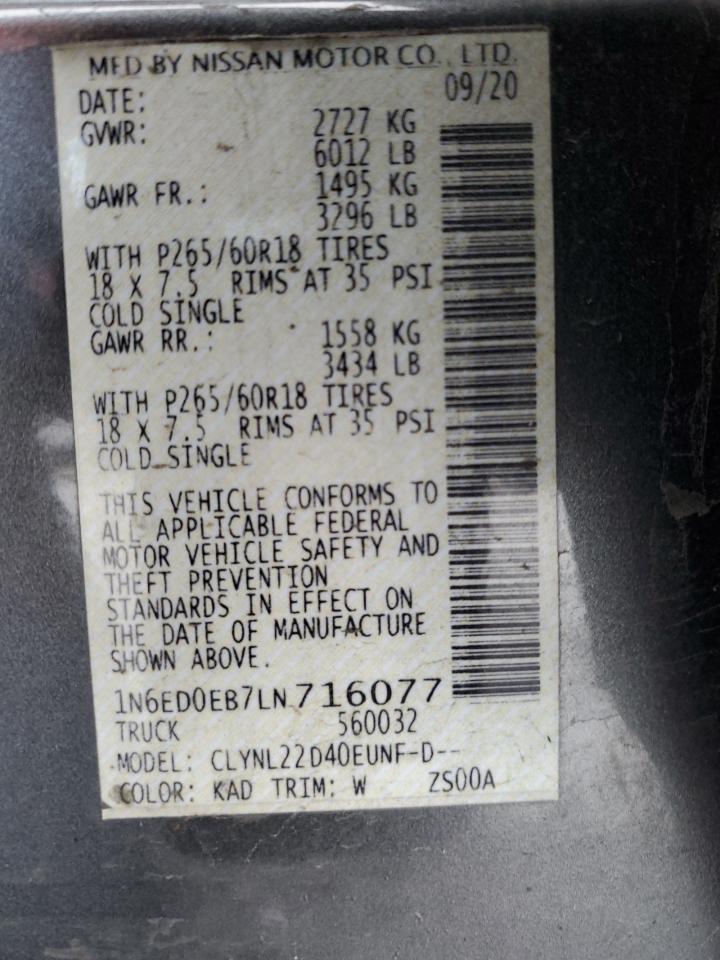 MFD BY NISSAN MOTOR CO., LTD.
DATE: 09/20
GVWR: 2727 KG
6012 LB
GAWR FR.: 1495 KG
3296 LB
WITH P265/60R18 TIRES
18 X 7.5 RIMS AT 35 PSI
COLD SINGLE
GAWR RR.: 1558 KG
3434 LB
WITH P265/60R18 TIRES
18 X 7.5 RIMS AT 35 PSI
COLD SINGLE
THIS VEHICLE CONFORMS TO
ALL APPLICABLE FEDERAL
MOTOR VEHICLE SAFETY AND
THEFT PREVENTION
STANDARDS IN EFFECT ON
THE DATE OF MANUFACTURE
SHOWN ABOVE.
1N6ED0EB7LN716077
TRUCK 560032
MODEL: CLYNL22D40EUNF-D--
COLOR: KAD TRIM: W ZS00A